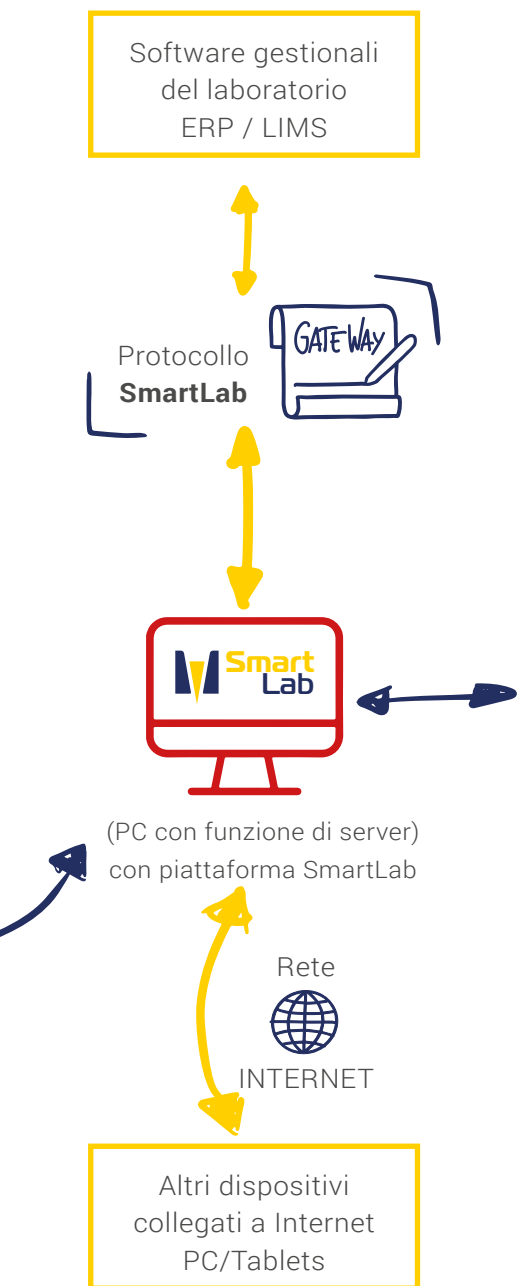 Software gestionali
del laboratorio
ERP / LIMS
GATEWAY
Protocollo
SmartLab
Smart
Lab
(PC con funzione di server)
con piattaforma SmartLab
Rete
INTERNET
Altri dispositivi
collegati a Internet
PC/Tablets